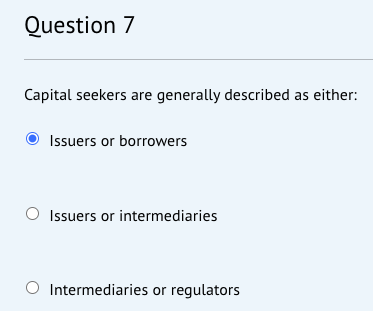 Question 7
Capital seekers are generally described as either:
Issuers or borrowers
Issuers or intermediaries
Intermediaries or regulators